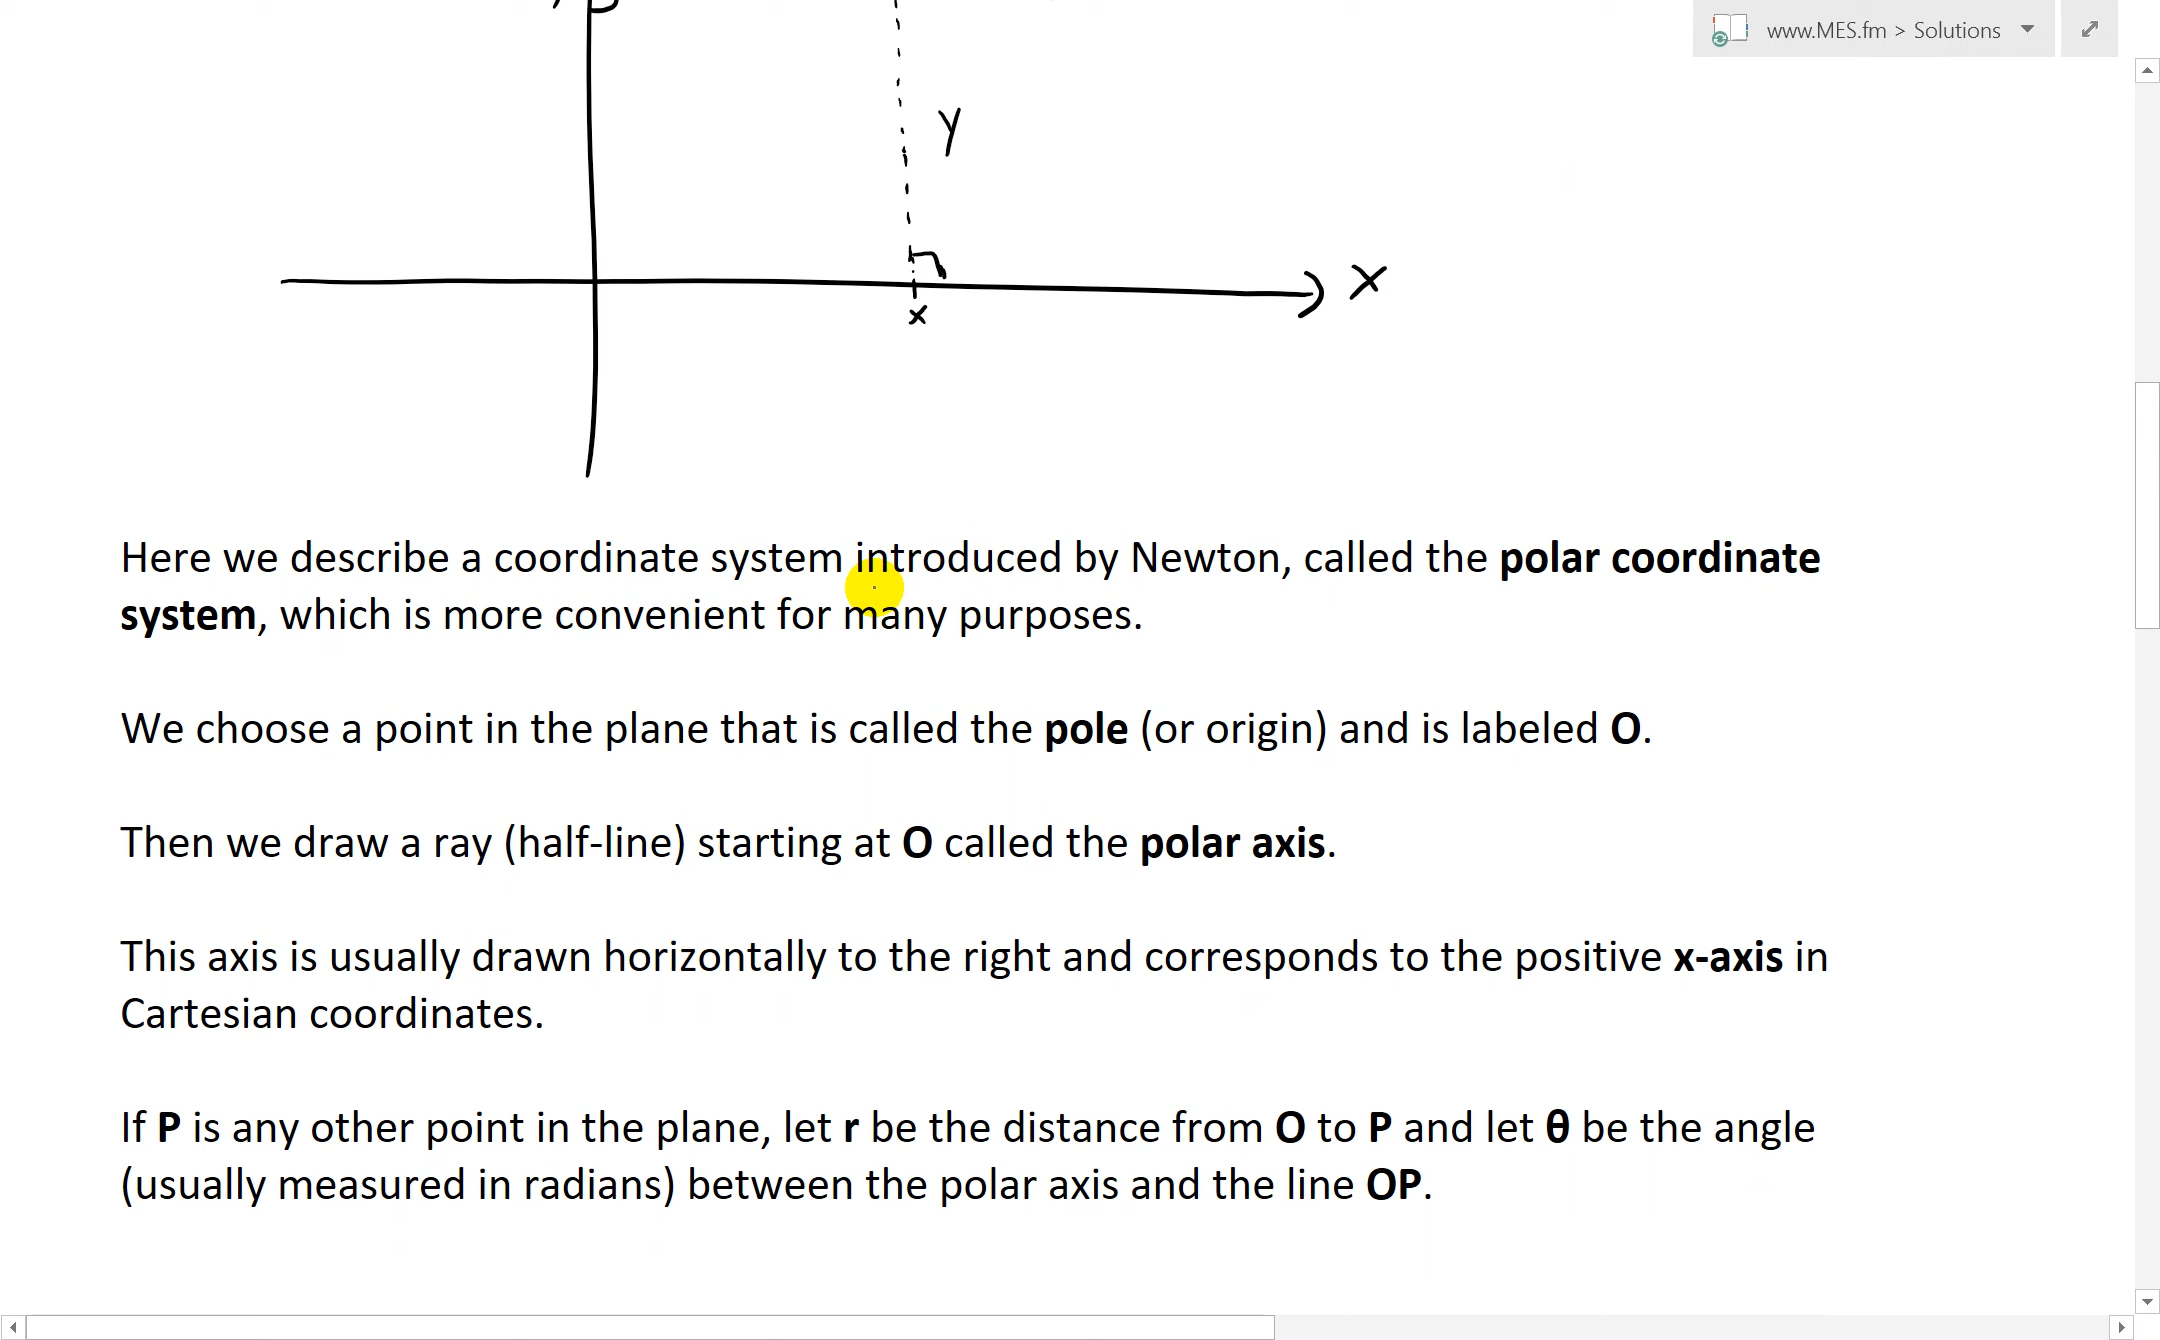 www.MES.fm > Solutions
y
x
x
Here we describe a coordinate system introduced by Newton, called the polar coordinate
system, which is more convenient for many purposes.
We choose a point in the plane that is called the pole (or origin) and is labeled O.
Then we draw a ray (half-line) starting at O called the polar axis.
This axis is usually drawn horizontally to the right and corresponds to the positive x-axis in
Cartesian coordinates.
If P is any other point in the plane, let r be the distance from O to P and let θ be the angle
(usually measured in radians) between the polar axis and the line OP.